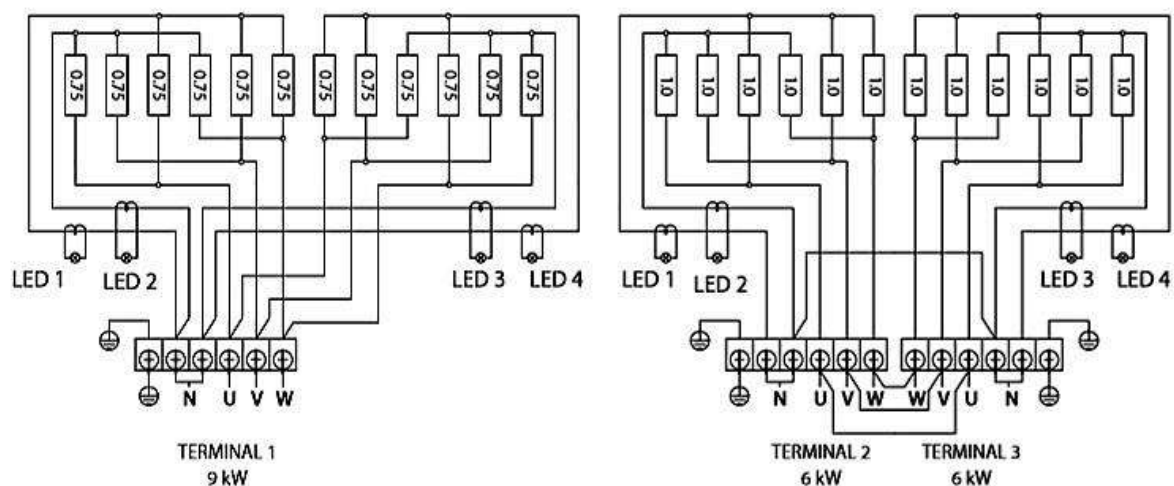 0.75 0.75 0.75 0.75 0.75 0.75 0.75 0.75 0.75 0.75 0.75 0.75
LED 1
LED 2
LED 3
LED 4
N U V W
TERMINAL 1
9 kW
1.0 1.0 1.0 1.0 1.0 1.0 1.0 1.0 1.0 1.0 1.0 1.0
LED 1
LED 2
LED 3
LED 4
N U V W W V U N
TERMINAL 2
6 kW
TERMINAL 3
6 kW